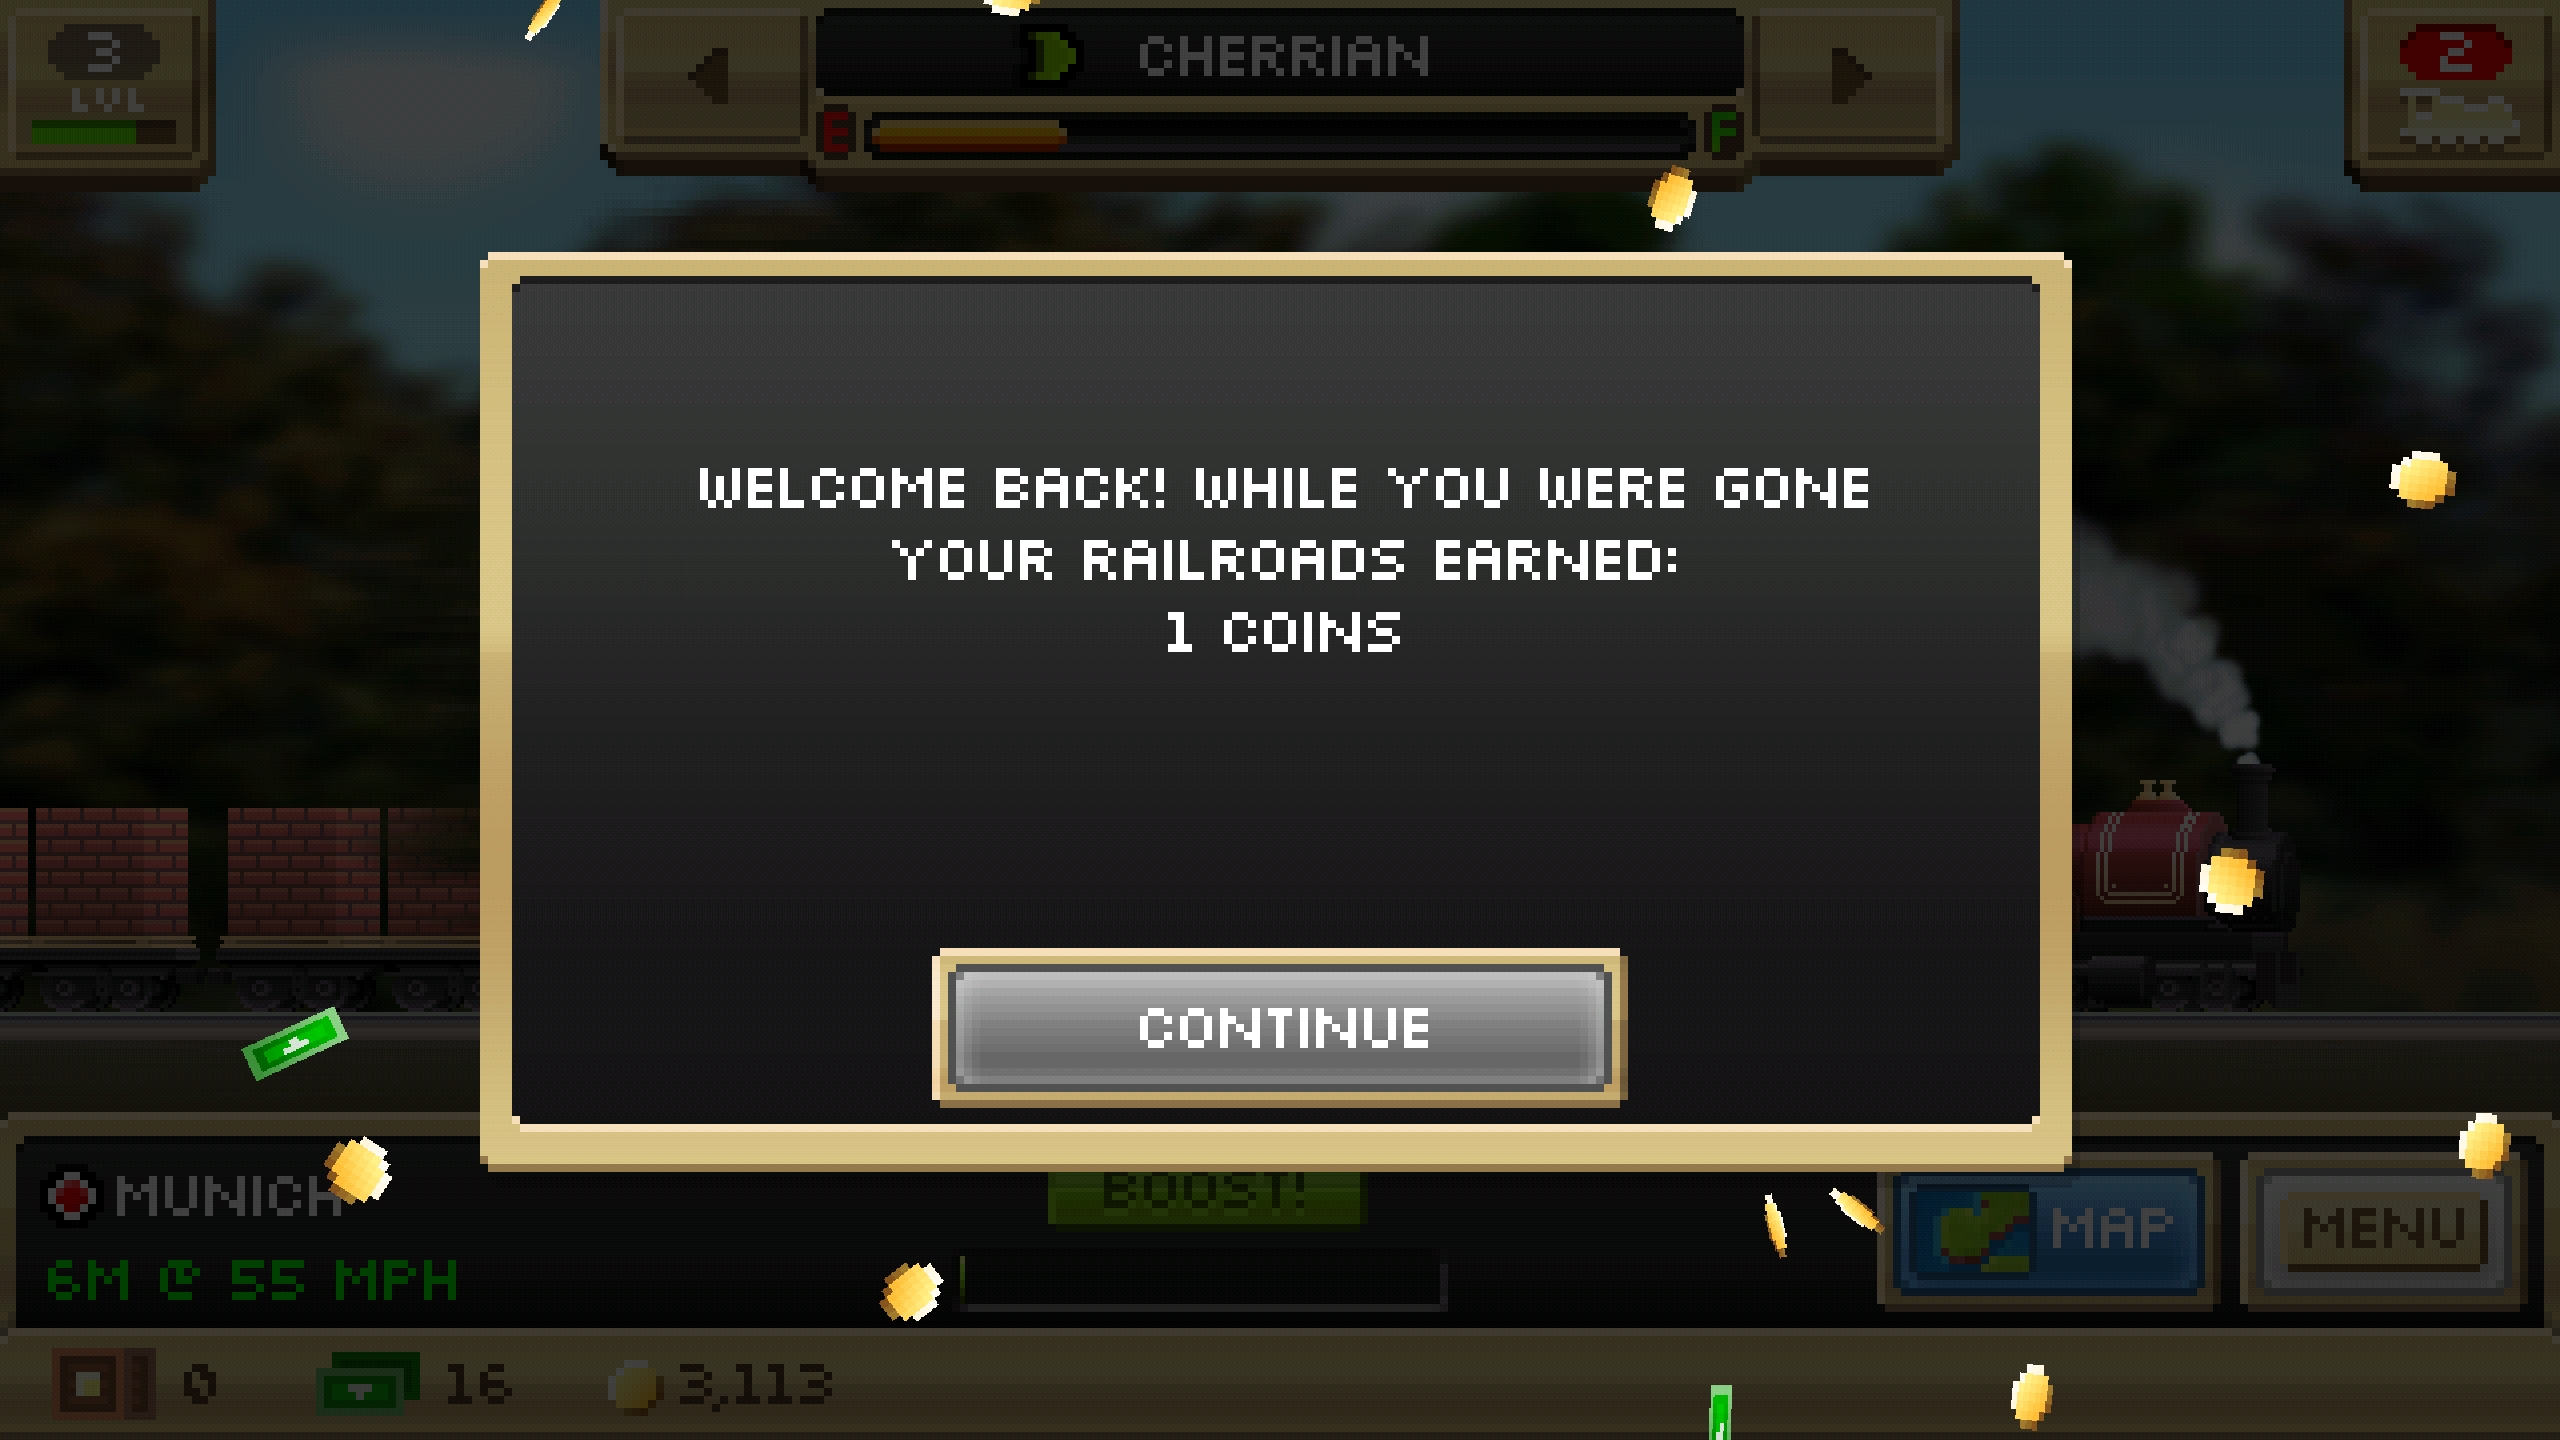 3
LVL
CHERRIAN
E
F
2
WELCOME BACK! WHILE YOU WERE GONE
YOUR RAILROADS EARNED:
1 COINS
CONTINUE
MUNICH
6M @ 55 MPH
BOOST!
MAP
MENU
0
16
3,113